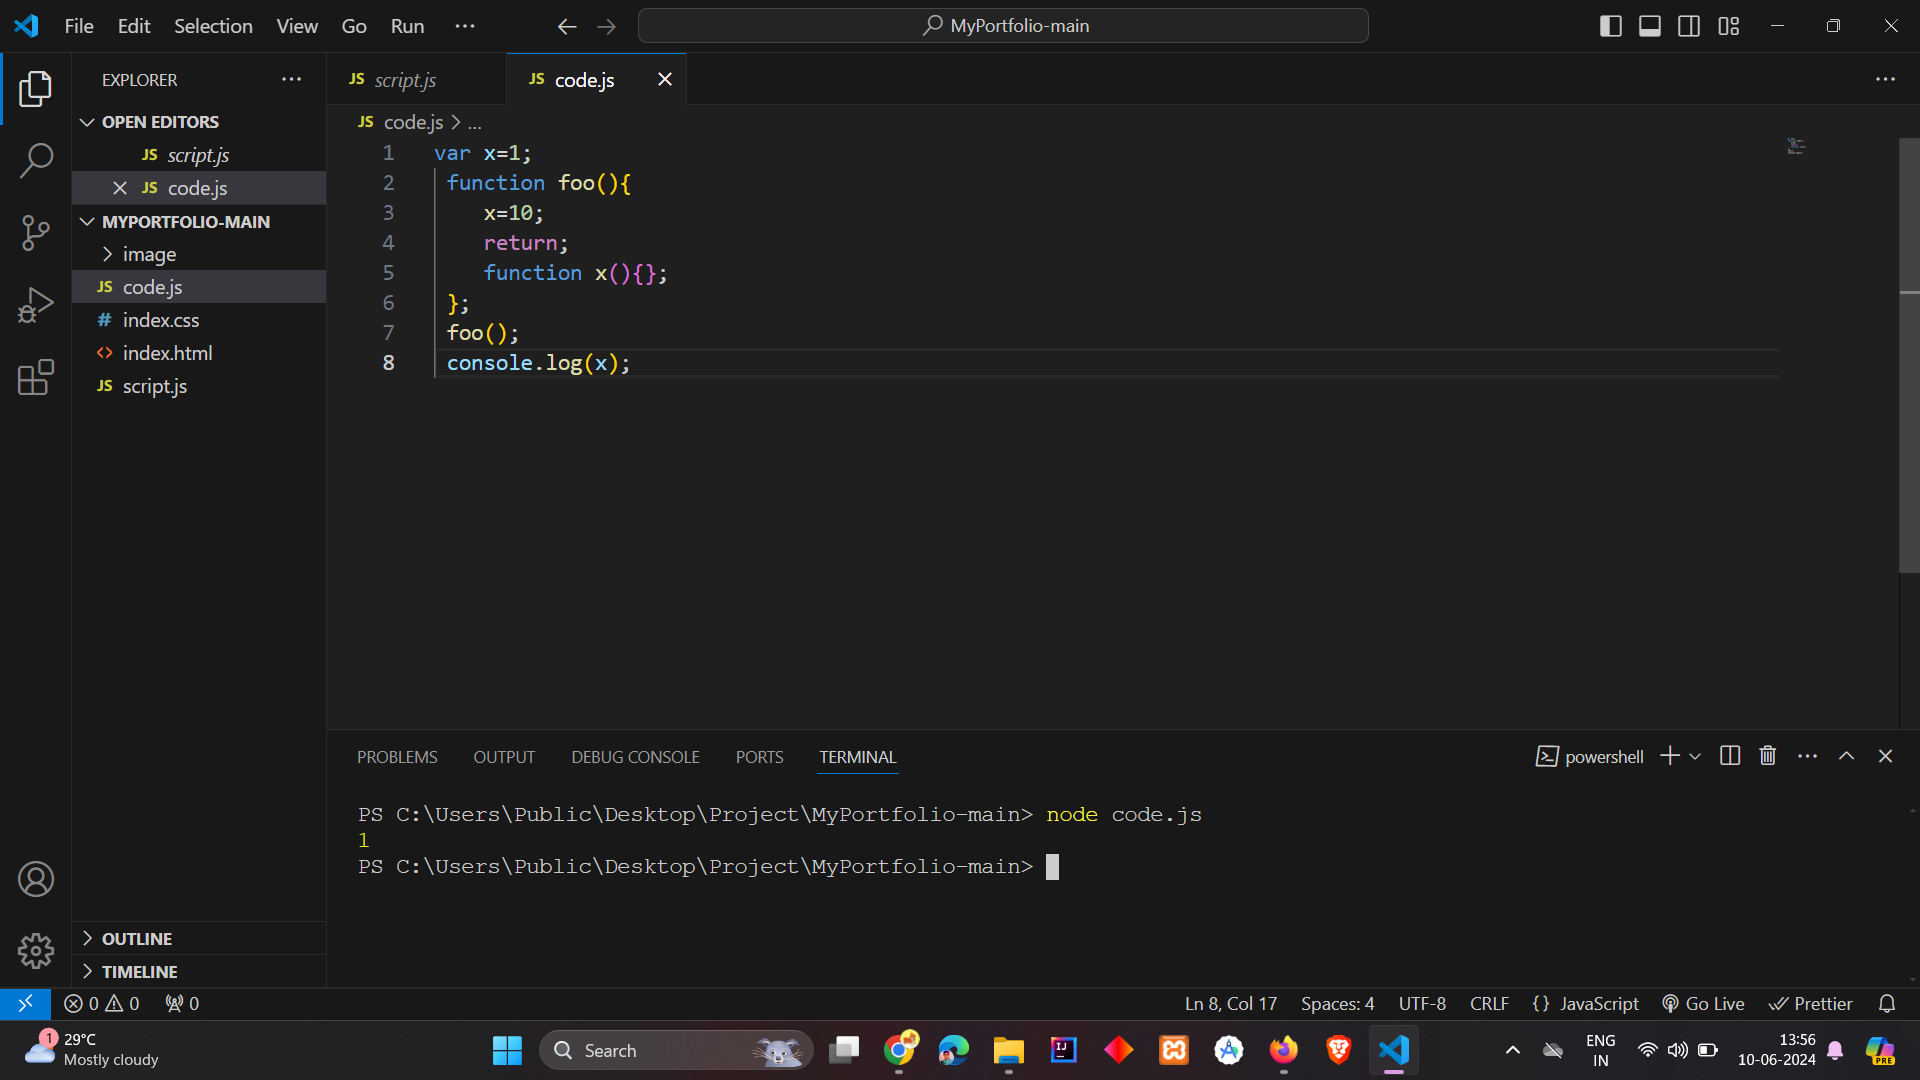 File Edit Selection View Go Run ... MyPortfolio-main
EXPLORER ...
JS script.js JS code.js ...
OPEN EDITORS
JS script.js
JS code.js
MYPORTFOLIO-MAIN
image
JS code.js
# index.css
<> index.html
JS script.js
OUTLINE
TIMELINE
JS code.js > ...
1 var x=1;
2 function foo(){
3 x=10;
4 return;
5 function x(){};
6 };
7 foo();
8 console.log(x);
PROBLEMS OUTPUT DEBUG CONSOLE PORTS TERMINAL powershell ...
PS C:\Users\Public\Desktop\Project\MyPortfolio-main> node code.js
1
PS C:\Users\Public\Desktop\Project\MyPortfolio-main>
0 0 0 Ln 8, Col 17 Spaces: 4 UTF-8 CRLF {} JavaScript Go Live Prettier
1 29°C
Mostly cloudy
Search
IJ
ENG
IN
13:56
10-06-2024
PRE